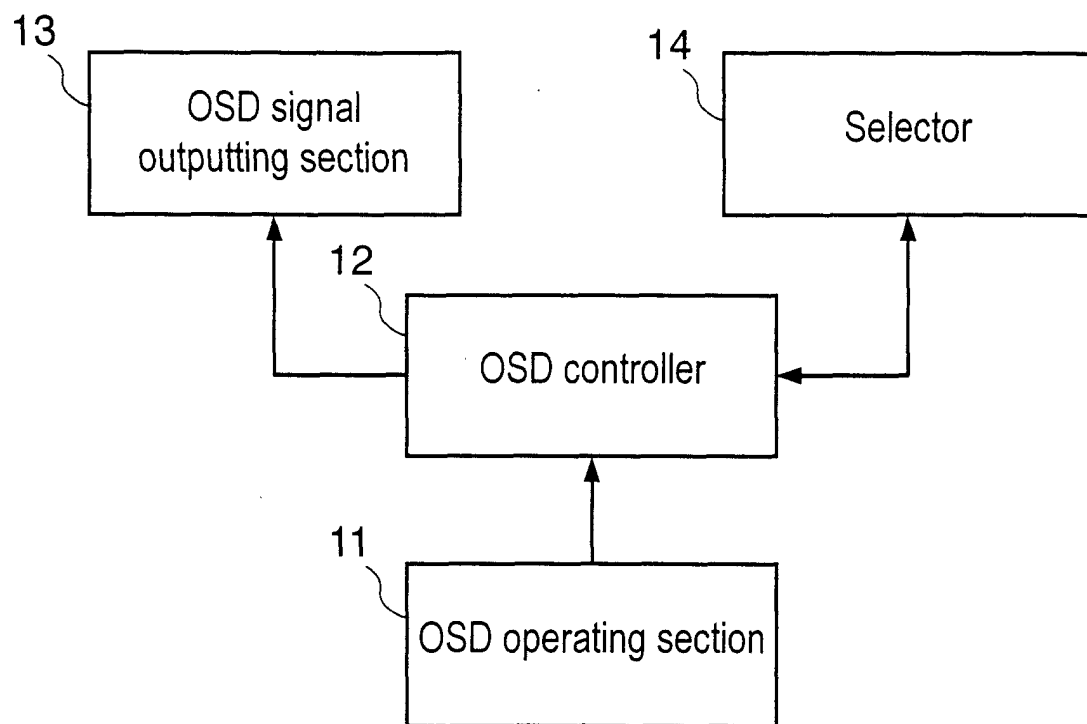 13
OSD signal
outputting section
14
Selector
12
OSD controller
11
OSD operating section